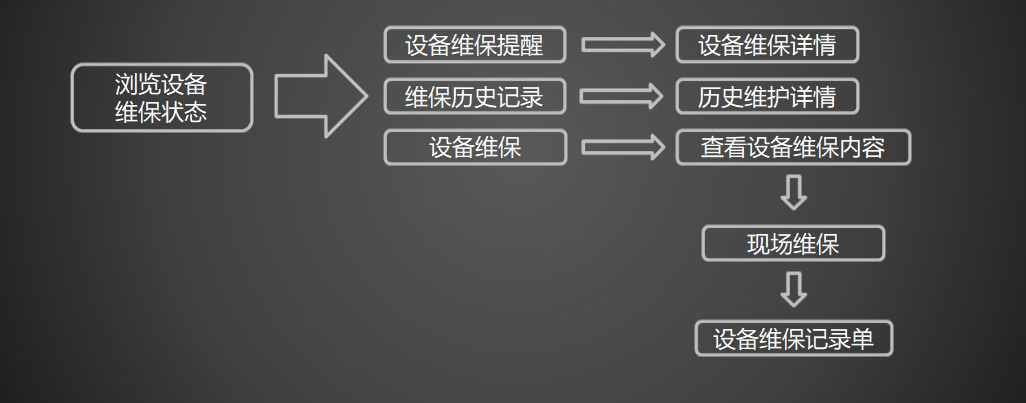 浏览设备
维保状态
设备维保提醒
设备维保详情
维保历史记录
历史维护详情
设备维保
查看设备维保内容
现场维保
设备维保记录单